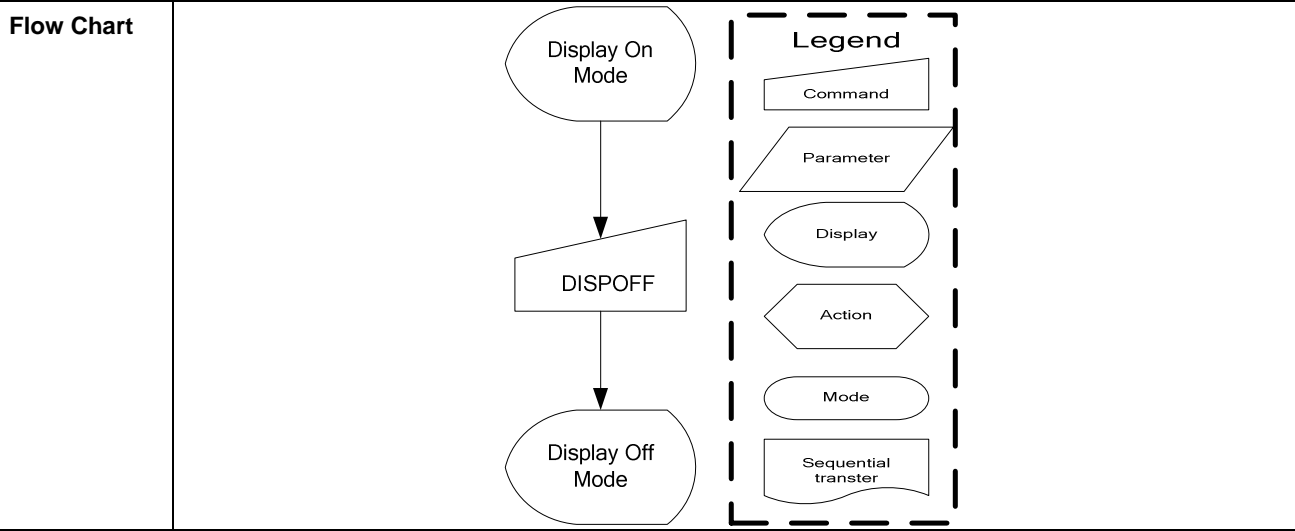 Flow Chart
Display On
Mode
DISPOFF
Display Off
Mode
Legend
Command
Parameter
Display
Action
Mode
Sequential
transter